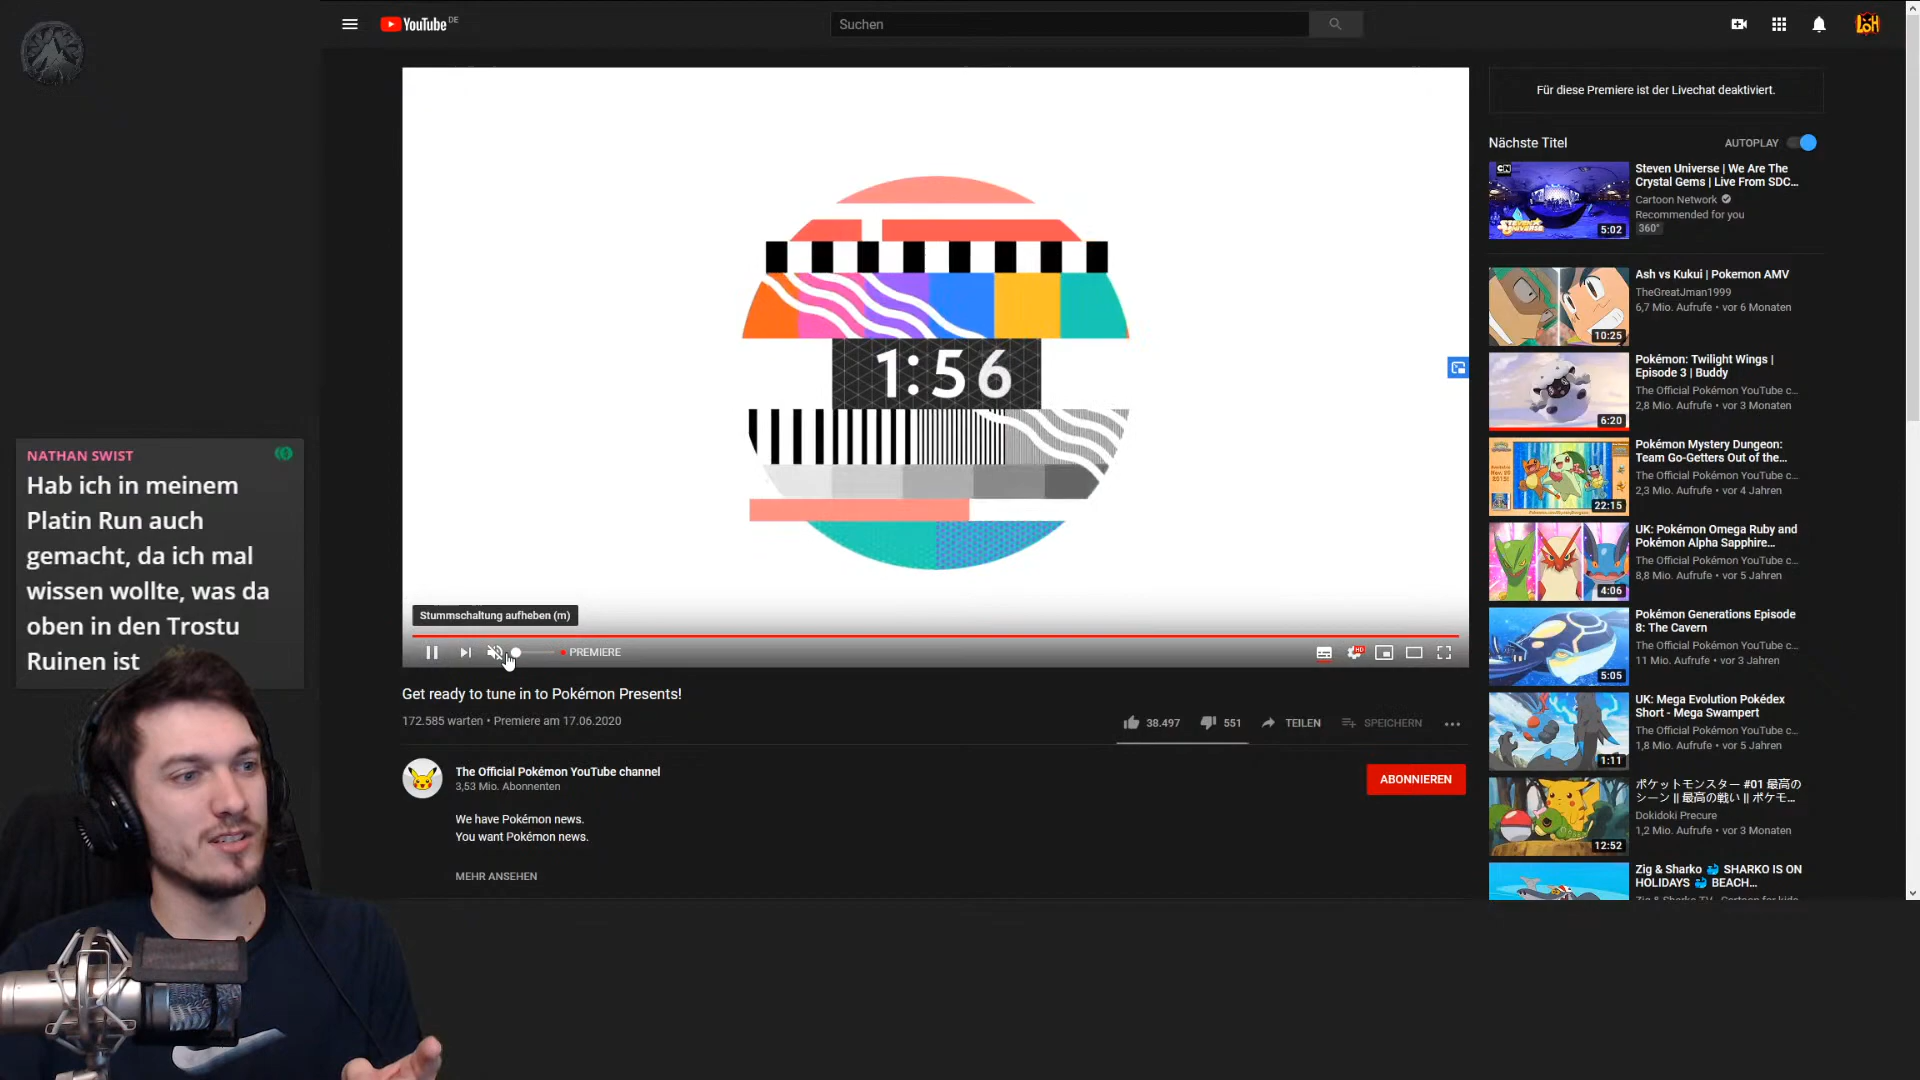 YouTube DE
Suchen
LOH
NATHAN SWIST
Hab ich in meinem
Platin Run auch
gemacht, da ich mal
wissen wollte, was da
oben in den Trostu
Ruinen ist
1:56
Stummschaltung aufheben (m)
PREMIERE
HD
Get ready to tune in to Pokémon Presents!
172.585 warten • Premiere am 17.06.2020
38.497
551
TEILEN
SPEICHERN
The Official Pokémon YouTube channel
3,53 Mio. Abonnenten
ABONNIEREN
We have Pokémon news.
You want Pokémon news.
MEHR ANSEHEN
Für diese Premiere ist der Livechat deaktiviert.
Nächste Titel
AUTOPLAY
CN
5:02
Steven Universe | We Are The
Crystal Gems | Live From SDC...
Cartoon Network
Recommended for you
360°
10:25
Ash vs Kukui | Pokemon AMV
TheGreatJman1999
6,7 Mio. Aufrufe • vor 6 Monaten
6:20
Pokémon: Twilight Wings |
Episode 3 | Buddy
The Official Pokémon YouTube c...
2,8 Mio. Aufrufe • vor 3 Monaten
22:15
Pokémon Mystery Dungeon:
Team Go-Getters Out of the...
The Official Pokémon YouTube c...
2,3 Mio. Aufrufe • vor 4 Jahren
4:06
UK: Pokémon Omega Ruby and
Pokémon Alpha Sapphire...
The Official Pokémon YouTube c...
8,8 Mio. Aufrufe • vor 5 Jahren
5:05
Pokémon Generations Episode
8: The Cavern
The Official Pokémon YouTube c...
11 Mio. Aufrufe • vor 3 Jahren
1:11
UK: Mega Evolution Pokédex
Short - Mega Swampert
The Official Pokémon YouTube c...
1,8 Mio. Aufrufe • vor 5 Jahren
12:52
ポケットモンスター #01 最高の
シーン || 最高の戦い || ポケモ...
Dokidoki Precure
1,2 Mio. Aufrufe • vor 3 Monaten
Zig & Sharko SHARKO IS ON
HOLIDAYS BEACH...
Zig & Sharko TV - Cartoon for kids